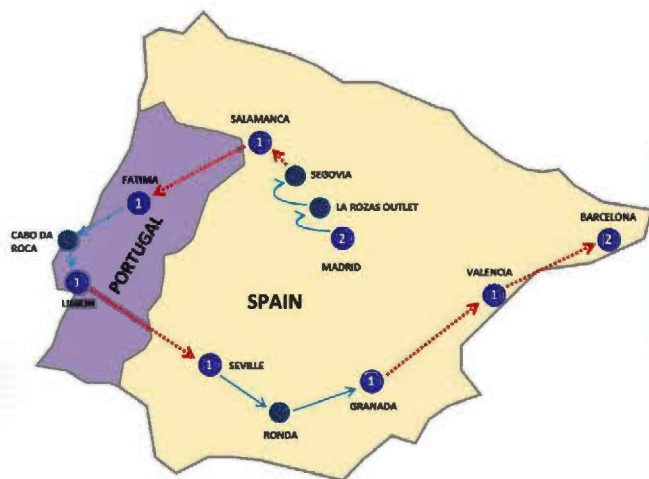 SALAMANCA
1
SEGOVIA
FATIMA
1
LA ROZAS OUTLET
BARCELONA
2
CABO DA
ROCA
2
MADRID
PORTUGAL
VALENCIA
1
1
SPAIN
1
SEVILLE
1
GRANADA
RONDA